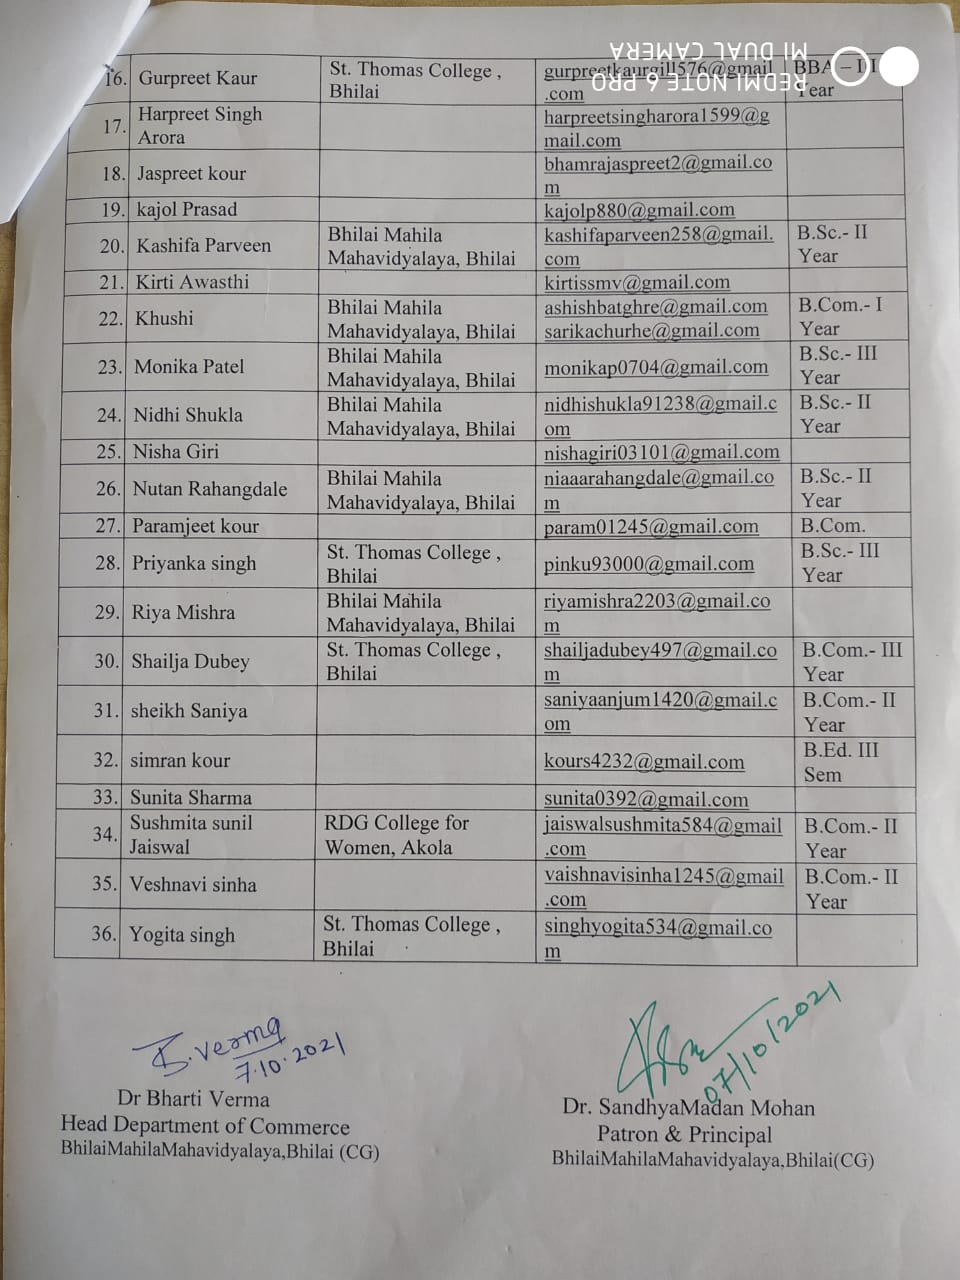 REDMI NOTE 6 PRO
MI DUAL CAMERA
16. Gurpreet Kaur St. Thomas College , gurpreetkaurgill576@gmail BBA – III
Bhilai .com Year
17. Harpreet Singh harpreetsingharora1599@g
Arora mail.com
18. Jaspreet kour bhamrajaspreet2@gmail.co
m
19. kajol Prasad kajolp880@gmail.com
20. Kashifa Parveen Bhilai Mahila kashifaparveen258@gmail. B.Sc.- II
Mahavidyalaya, Bhilai com Year
21. Kirti Awasthi kirtissmv@gmail.com
22. Khushi Bhilai Mahila ashishbatghre@gmail.com B.Com.- I
Mahavidyalaya, Bhilai sarikachurhe@gmail.com Year
23. Monika Patel Bhilai Mahila monikap0704@gmail.com B.Sc.- III
Mahavidyalaya, Bhilai Year
24. Nidhi Shukla Bhilai Mahila nidhishukla91238@gmail.c B.Sc.- II
Mahavidyalaya, Bhilai om Year
25. Nisha Giri nishagiri03101@gmail.com
26. Nutan Rahangdale Bhilai Mahila niaaarahangdale@gmail.co B.Sc.- II
Mahavidyalaya, Bhilai m Year
27. Paramjeet kour param01245@gmail.com B.Com.
28. Priyanka singh St. Thomas College , pinku93000@gmail.com B.Sc.- III
Bhilai Year
29. Riya Mishra Bhilai Mahila riyamishra2203@gmail.co
Mahavidyalaya, Bhilai m
30. Shailja Dubey St. Thomas College , shailjadubey497@gmail.co B.Com.- III
Bhilai m Year
31. sheikh Saniya saniyaanjum1420@gmail.c B.Com.- II
om Year
32. simran kour kours4232@gmail.com B.Ed. III
Sem
33. Sunita Sharma sunita0392@gmail.com
34. Sushmita sunil RDG College for jaiswalsushmita584@gmail B.Com.- II
Jaiswal Women, Akola .com Year
35. Veshnavi sinha vaishnavisinha1245@gmail B.Com.- II
.com Year
36. Yogita singh St. Thomas College , singhyogita534@gmail.co
Bhilai m
B.Verma
7.10.2021
07/10/2021
Dr Bharti Verma
Head Department of Commerce
BhilaiMahilaMahavidyalaya,Bhilai (CG)
Dr. SandhyaMadan Mohan
Patron & Principal
BhilaiMahilaMahavidyalaya,Bhilai(CG)